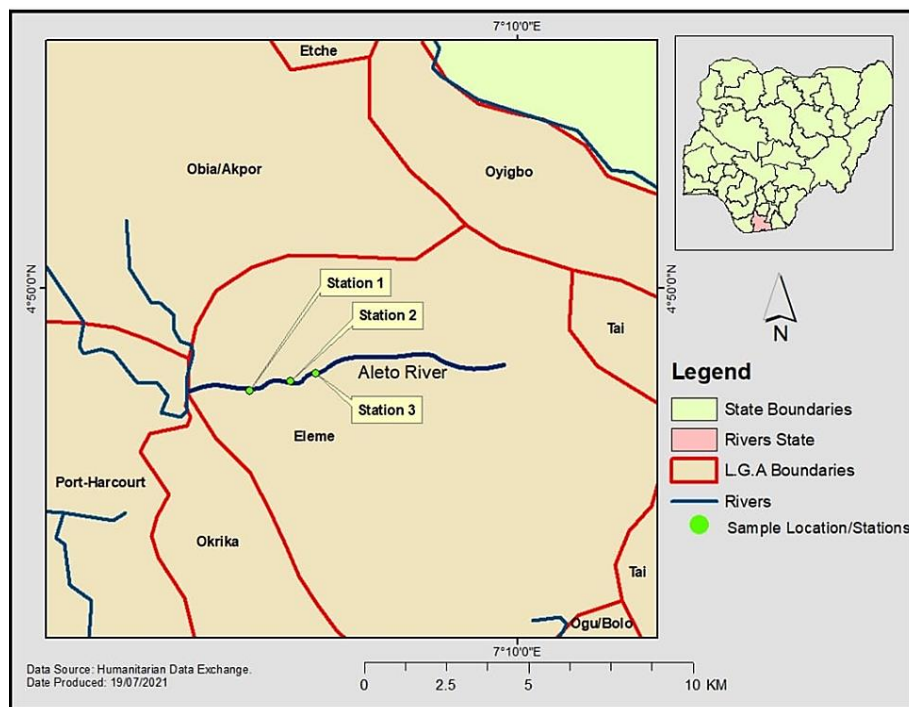 7°10'0"E
Etche
Obia/Akpor
Oyigbo
4°50'0"N
4°50'0"N
Station 1
Station 2
Tai
Aleto River
Station 3
Eleme
Port-Harcourt
Okrika
Tai
Ogu/Bolo
7°10'0"E
N
Legend
State Boundaries
Rivers State
L.G.A Boundaries
Rivers
Sample Location/Stations
Data Source: Humanitarian Data Exchange.
Date Produced: 19/07/2021
0 2.5 5 10 KM